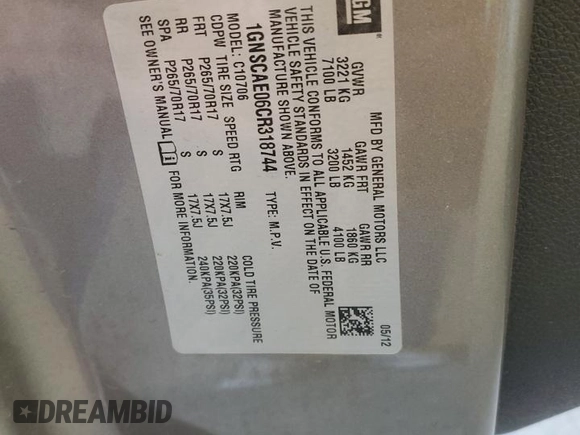 GM
MFD BY GENERAL MOTORS LLC
05/12
GVWR GAWR FRT GAWR RR
3221 KG 1452 KG 1860 KG
7100 LB 3200 LB 4100 LB
THIS VEHICLE CONFORMS TO ALL APPLICABLE U.S. FEDERAL MOTOR
VEHICLE SAFETY STANDARDS IN EFFECT ON THE DATE OF
MANUFACTURE SHOWN ABOVE.
1GNSCAE06CR318744 TYPE: M.P.V.
MODEL: C10706
CDPW TIRE SIZE SPEED RTG RIM COLD TIRE PRESSURE
FRT P265/70R17 S 17X7.5J 220KPA(32PSI)
RR P265/70R17 S 17X7.5J 220KPA(32PSI)
SPA P265/70R17 S 17X7.5J 240KPA(35PSI)
SEE OWNER'S MANUAL FOR MORE INFORMATION.
DREAMBID